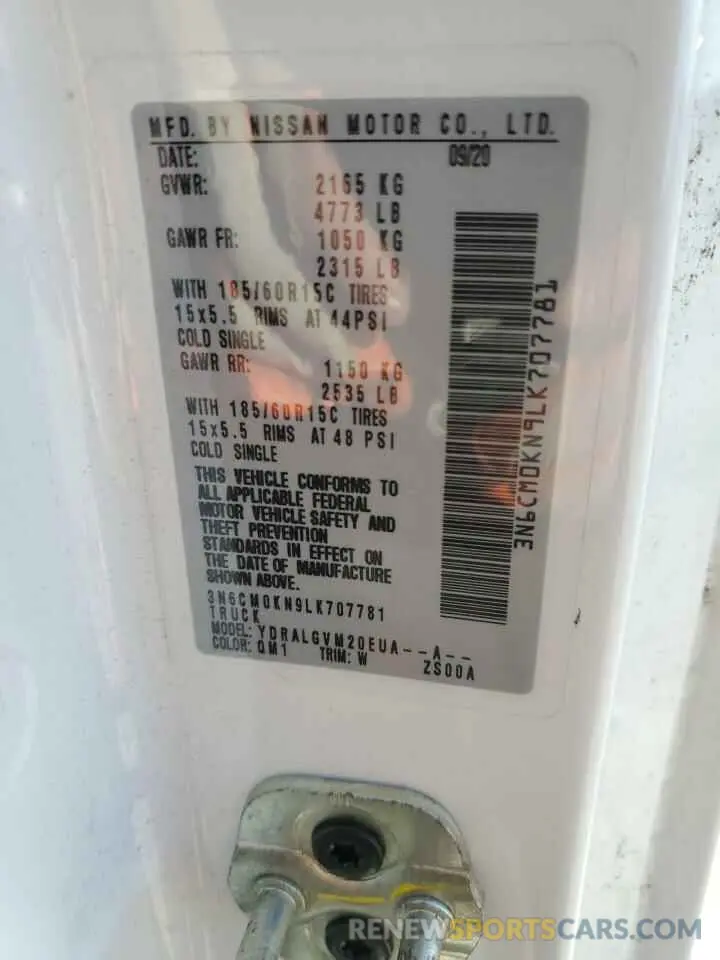 MFD. BY NISSAN MOTOR CO., LTD.
DATE: 09/20
GVWR: 2165 KG
4773 LB
GAWR FR: 1050 KG
2315 LB
WITH 185/60R15C TIRES
15x5.5 RIMS AT 44PSI
COLD SINGLE
GAWR RR: 1150 KG
2535 LB
WITH 185/60R15C TIRES
15x5.5 RIMS AT 48 PSI
COLD SINGLE
THIS VEHICLE CONFORMS TO
ALL APPLICABLE FEDERAL
MOTOR VEHICLE SAFETY AND
THEFT PREVENTION
STANDARDS IN EFFECT ON
THE DATE OF MANUFACTURE
SHOWN ABOVE.
3N6CM0KN9LK707781
TRUCK
MODEL: YDRALGVM20EUA--A--
COLOR: QM1 TRIM: W ZS00A
3N6CM0KN9LK707781
RENEWSPORTSCARS.COM